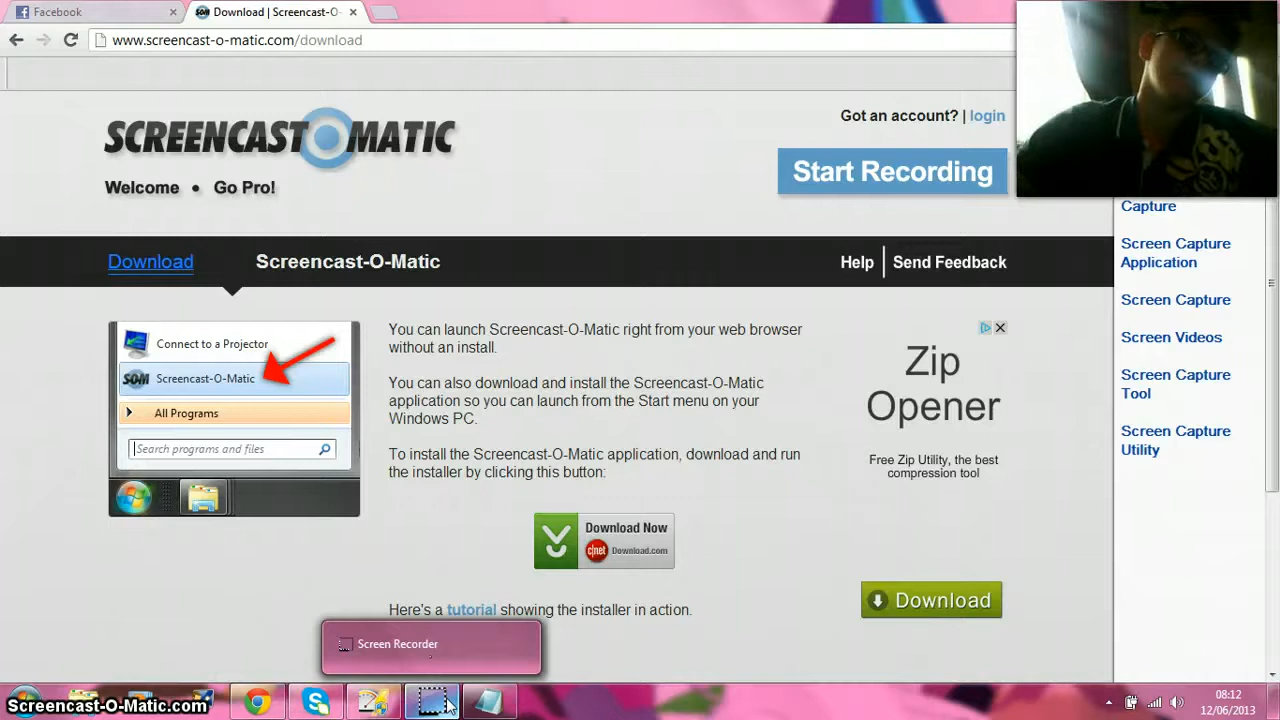 Facebook
Download | Screencast-O-
www.screencast-o-matic.com/download
SCREENCAST O MATIC
Got an account? | login
Start Recording
Welcome • Go Pro!
Capture
Screen Capture
Application
Screen Capture
Screen Videos
Screen Capture
Tool
Screen Capture
Utility
Download
Screencast-O-Matic
Help
Send Feedback
Connect to a Projector
SOM Screencast-O-Matic
All Programs
Search programs and files
You can launch Screencast-O-Matic right from your web browser
without an install.
You can also download and install the Screencast-O-Matic
application so you can launch from the Start menu on your
Windows PC.
To install the Screencast-O-Matic application, download and run
the installer by clicking this button:
Download Now
c|net Download.com
Here's a tutorial showing the installer in action.
Zip
Opener
Free Zip Utility, the best
compression tool
Download
Screen Recorder
Screencast-O-Matic.com
08:12
12/06/2013